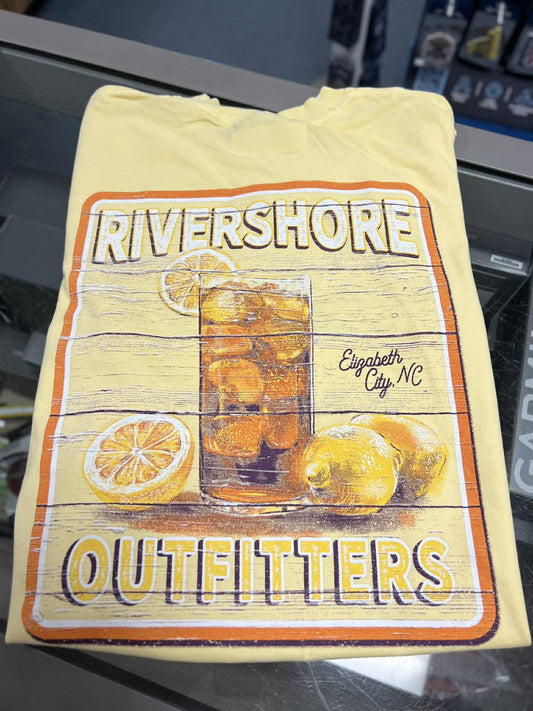 RIVERSHORE
Elizabeth
City, NC
OUTFITTERS